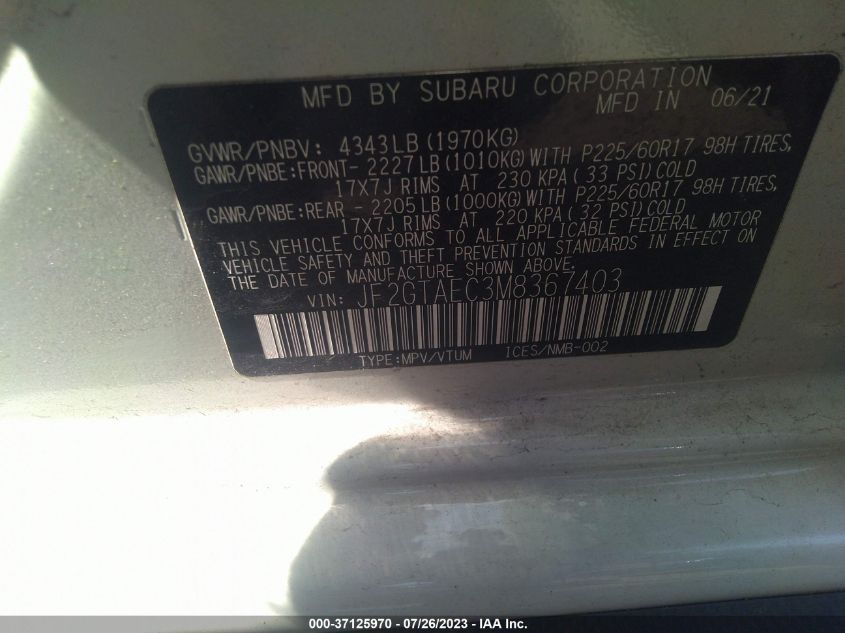 MFD BY SUBARU CORPORATION
MFD IN 06/21
GVWR/PNBV: 4343LB(1970KG)
GAWR/PNBE:FRONT- 2227LB(1010KG)WITH P225/60R17 98H TIRES,
17X7J RIMS AT 230 KPA( 33 PSI)COLD
GAWR/PNBE:REAR - 2205LB(1000KG)WITH P225/60R17 98H TIRES,
17X7J RIMS AT 220 KPA( 32 PSI)COLD
THIS VEHICLE CONFORMS TO ALL APPLICABLE FEDERAL MOTOR
VEHICLE SAFETY AND THEFT PREVENTION STANDARDS IN EFFECT ON
THE DATE OF MANUFACTURE SHOWN ABOVE.
VIN: JF2GTAEC3M8367403
TYPE:MPV/VTUM ICES/NMB-002
000-37125970 - 07/26/2023 - IAA Inc.